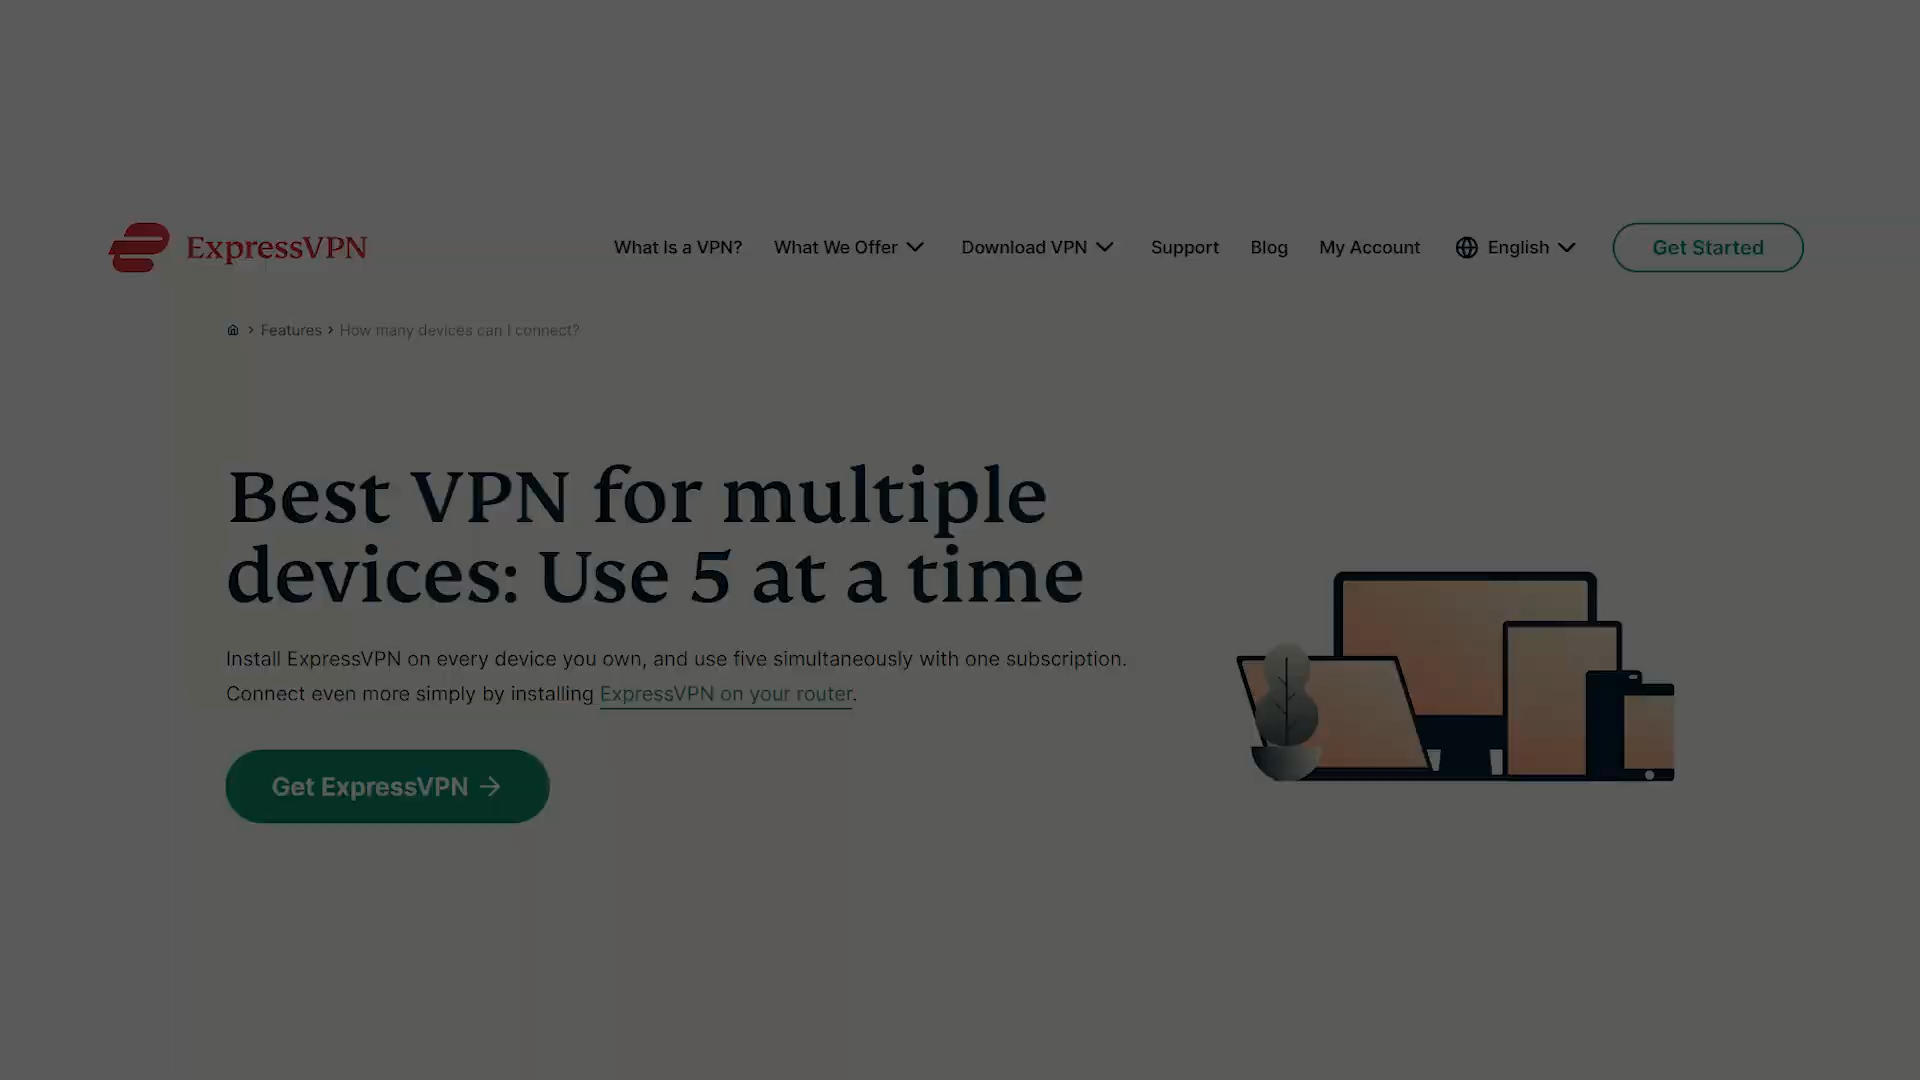 ExpressVPN
What Is a VPN? What We Offer Download VPN Support Blog My Account English Get Started
Features How many devices can I connect?
Best VPN for multiple
devices: Use 5 at a time
Install ExpressVPN on every device you own, and use five simultaneously with one subscription.
Connect even more simply by installing ExpressVPN on your router.
Get ExpressVPN